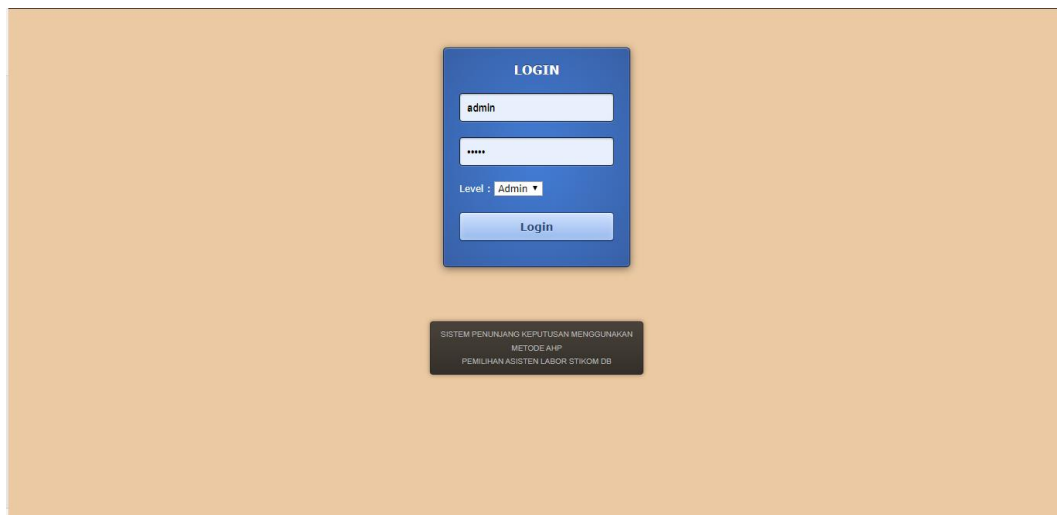 LOGIN
admin
•••••
Level : Admin
Login
SISTEM PENUNJANG KEPUTUSAN MENGGUNAKAN
METODE AHP
PEMILIHAN ASISTEN LABOR STIKOM DB